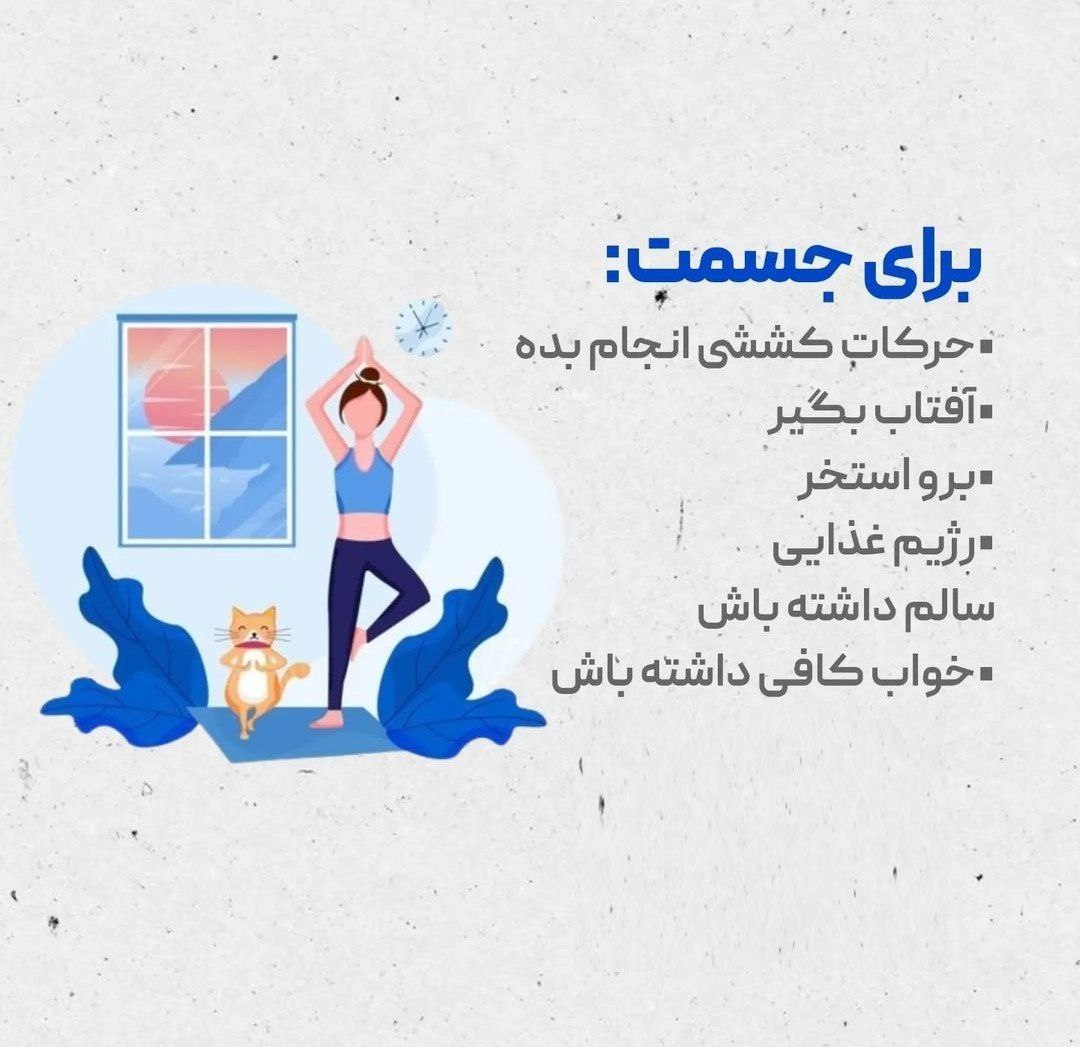 برای جسمت:
▪حرکات کششی انجام بده
▪آفتاب بگیر
▪برو استخر
▪رژیم غذایی
سالم داشته باش
▪خواب کافی داشته باش